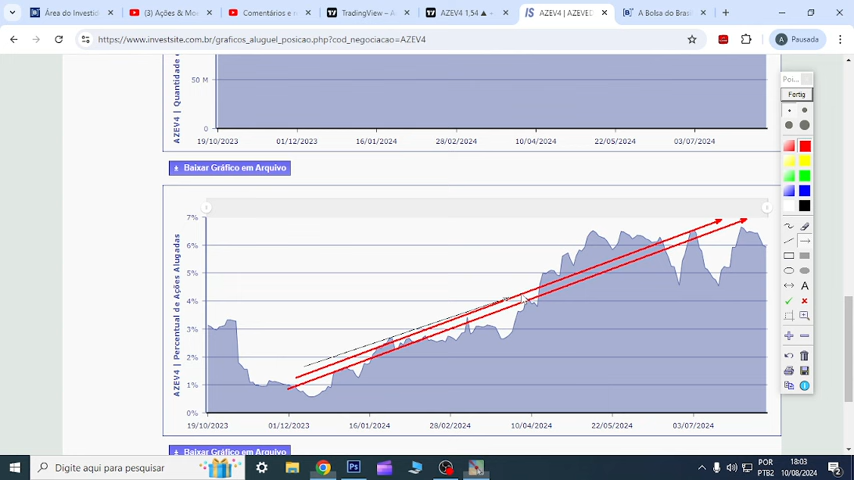 Área do Investid
(3) Ações & Mo
Comentários e n
TradingView – A
AZEV4 1,54 ▲ +
AZEV4 | AZEVED
A Bolsa do Brasi
https://www.investsite.com.br/graficos_aluguel_posicao.php?cod_negociacao=AZEV4
A Pausada
Fertig
AZEV4 | Quantidade
50 M
0
19/10/2023 01/12/2023 16/01/2024 28/02/2024 10/04/2024 22/05/2024 03/07/2024
Baixar Gráfico em Arquivo
AZEV4 | Percentual de Ações Alugadas
7%
6%
5%
4%
3%
2%
1%
0%
19/10/2023 01/12/2023 16/01/2024 28/02/2024 10/04/2024 22/05/2024 03/07/2024
Baixar Gráfico em Arquivo
Digite aqui para pesquisar
POR
PTB2
18:03
10/08/2024
2